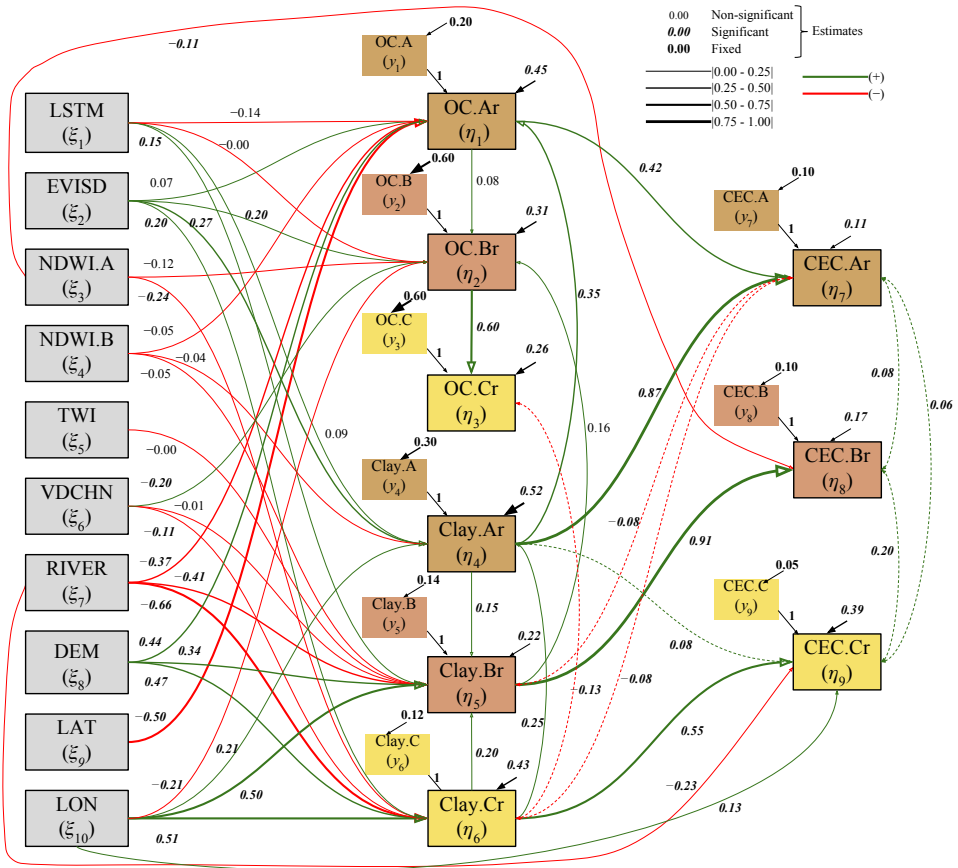 0.00 Non-significant
0.00 Significant
0.00 Fixed
Estimates
|0.00 - 0.25|
|0.25 - 0.50|
|0.50 - 0.75|
|0.75 - 1.00|
(+)
(−)
LSTM
(ξ1)
EVISD
(ξ2)
NDWI.A
(ξ3)
NDWI.B
(ξ4)
TWI
(ξ5)
VDCHN
(ξ6)
RIVER
(ξ7)
DEM
(ξ8)
LAT
(ξ9)
LON
(ξ10)
−0.11
−0.14
0.15
−0.00
0.07
0.20
0.27
0.20
−0.12
−0.24
−0.05
−0.04
−0.05
0.09
−0.00
−0.20
−0.01
−0.11
−0.37
−0.41
−0.66
0.44
0.34
0.47
−0.50
0.21
−0.21
0.50
0.51
OC.A
(y1)
0.20
1
OC.Ar
(η1)
0.45
OC.B
(y2)
0.60
1
0.08
OC.Br
(η2)
0.31
OC.C
(y3)
0.60
1
0.60
OC.Cr
(η3)
0.26
Clay.A
(y4)
0.30
1
Clay.Ar
(η4)
0.52
Clay.B
(y5)
0.14
1
0.15
Clay.Br
(η5)
0.22
Clay.C
(y6)
0.12
1
0.20
0.25
Clay.Cr
(η6)
0.43
0.42
0.35
0.16
0.87
−0.08
0.91
0.08
−0.13
−0.08
0.55
−0.23
0.13
CEC.A
(y7)
0.10
1
CEC.Ar
(η7)
0.11
CEC.B
(y8)
0.10
1
CEC.Br
(η8)
0.17
CEC.C
(y9)
0.05
1
CEC.Cr
(η9)
0.39
0.08
0.06
0.20